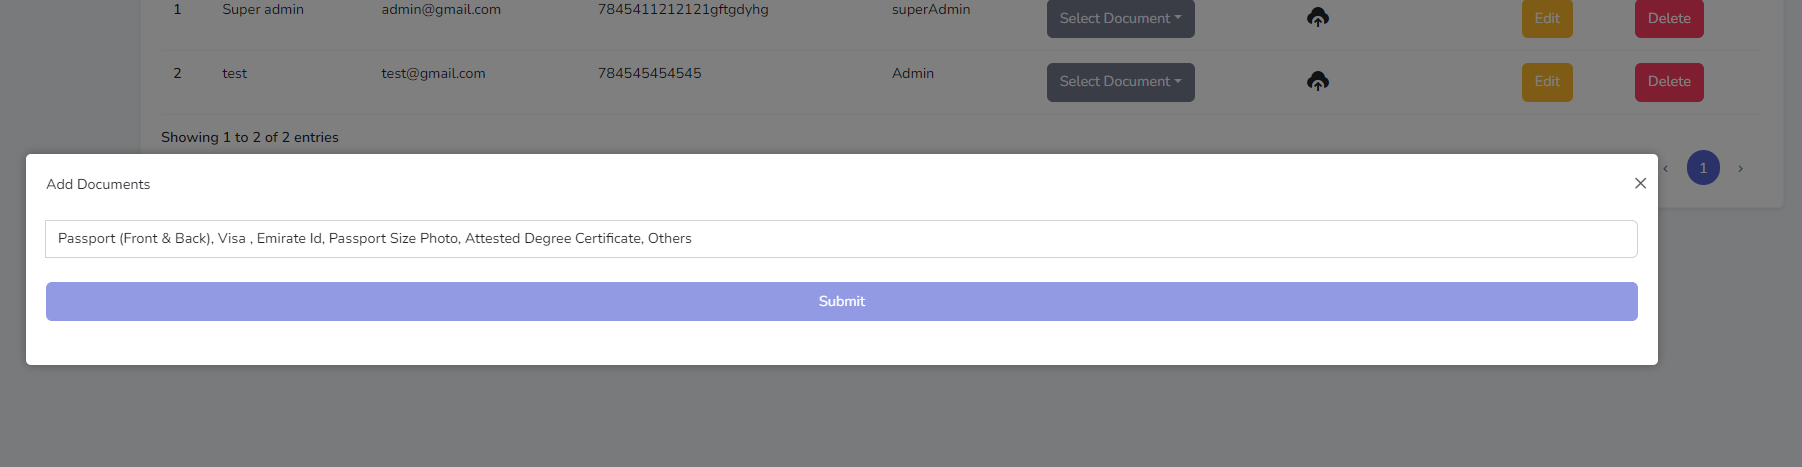 1 Super admin admin@gmail.com 7845411212121gftgdyhg superAdmin Select Document Edit Delete
2 test test@gmail.com 784545454545 Admin Select Document Edit Delete
Showing 1 to 2 of 2 entries
‹ 1 ›
Add Documents
Passport (Front & Back), Visa , Emirate Id, Passport Size Photo, Attested Degree Certificate, Others
Submit